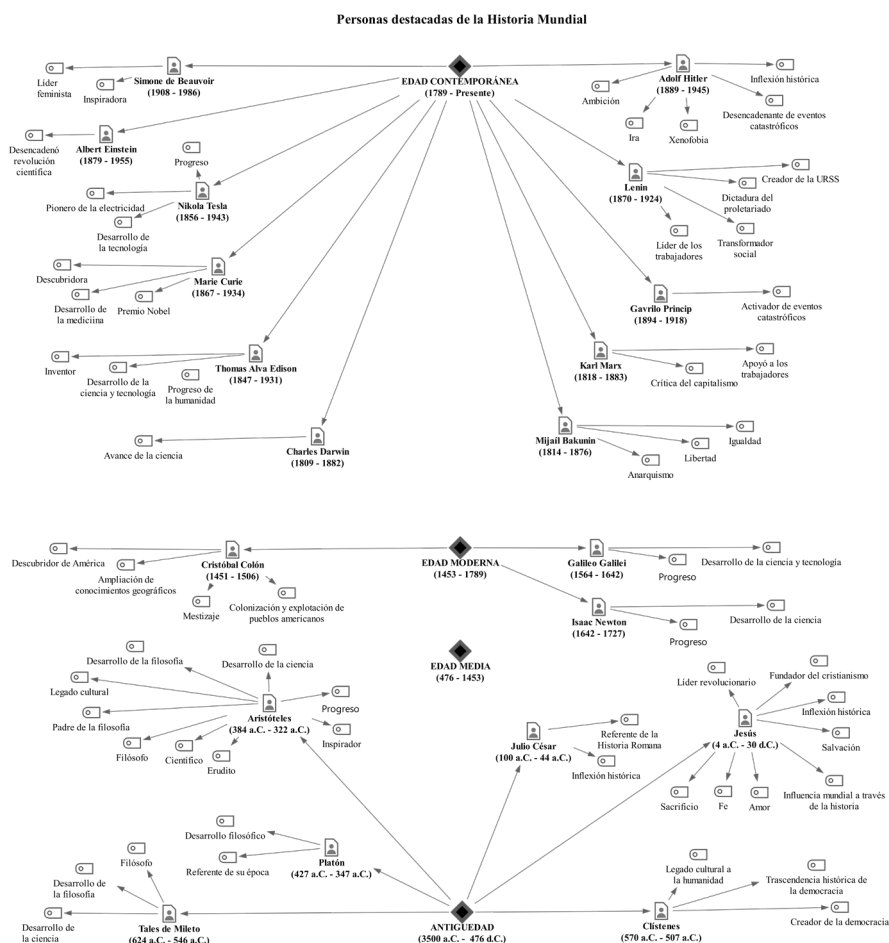 Personas destacadas de la Historia Mundial
Líder
feminista
Inspiradora
Simone de Beauvoir
(1908 - 1986)
EDAD CONTEMPORÁNEA
(1789 - Presente)
Adolf Hitler
(1889 - 1945)
Ambición
Ira
Xenofobia
Inflexión histórica
Desencadenante de eventos
catastróficos
Desencadenó
revolución
científica
Albert Einstein
(1879 - 1955)
Progreso
Pionero de la electricidad
Nikola Tesla
(1856 - 1943)
Desarrollo de
la tecnología
Lenin
(1870 - 1924)
Creador de la URSS
Dictadura del
proletariado
Líder de los
trabajadores
Transformador
social
Descubridora
Desarrollo de
la mediciina
Premio Nobel
Marie Curie
(1867 - 1934)
Gavrilo Princip
(1894 - 1918)
Activador de eventos
catastróficos
Inventor
Desarrollo de la
ciencia y tecnología
Progreso de
la humanidad
Thomas Alva Edison
(1847 - 1931)
Karl Marx
(1818 - 1883)
Crítica del capitalismo
Apoyó a los
trabajadores
Avance de la ciencia
Charles Darwin
(1809 - 1882)
Mijaíl Bakunin
(1814 - 1876)
Anarquismo
Libertad
Igualdad
Descubridor de América
Ampliación de
conocimientos geográficos
Cristóbal Colón
(1451 - 1506)
Mestizaje
Colonización y explotación de
pueblos americanos
EDAD MODERNA
(1453 - 1789)
Galileo Galilei
(1564 - 1642)
Progreso
Desarrollo de la ciencia y tecnología
Isaac Newton
(1642 - 1727)
Progreso
Desarrollo de la ciencia
EDAD MEDIA
(476 - 1453)
Desarrollo de la filosofia
Desarrollo de la ciencia
Legado cultural
Padre de la filosofía
Filósofo
Científico
Erudito
Aristóteles
(384 a.C. - 322 a.C.)
Progreso
Inspirador
Julio César
(100 a.C. - 44 a.C.)
Referente de la
Historia Romana
Inflexión histórica
Líder revolucionario
Fundador del cristianismo
Inflexión histórica
Jesús
(4 a.C. - 30 d.C.)
Salvación
Sacrificio
Fe
Amor
Influencia mundial a través
de la historia
Desarrollo filosófico
Referente de su época
Platón
(427 a.C. - 347 a.C.)
Filósofo
Desarrollo de
la filosofía
Desarrollo de
la ciencia
Tales de Mileto
(624 a.C. - 546 a.C.)
ANTIGUEDAD
(3500 a.C. - 476 d.C.)
Legado cultural a
la humanidad
Clístenes
(570 a.C. - 507 a.C.)
Trascendencia histórica de
la democracia
Creador de la democracia